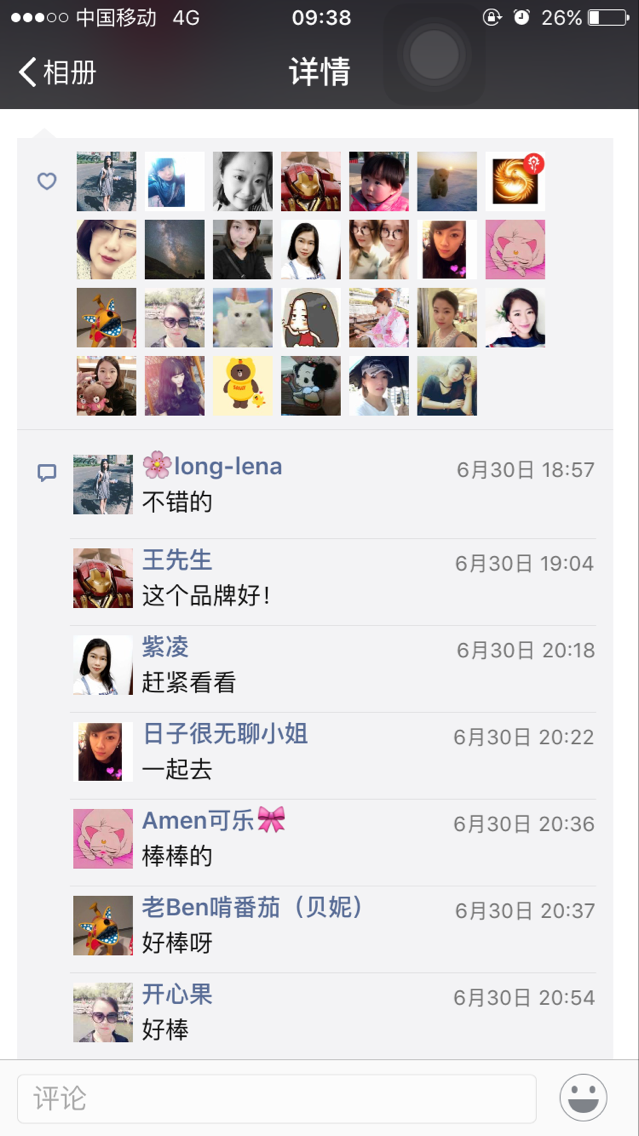 中国移动 4G 09:38 26%
相册 详情
🌸long-lena 6月30日 18:57
不错的
王先生 6月30日 19:04
这个品牌好！
紫凌 6月30日 20:18
赶紧看看
日子很无聊小姐 6月30日 20:22
一起去
Amen可乐🎀 6月30日 20:36
棒棒的
老Ben啃番茄（贝妮） 6月30日 20:37
好棒呀
开心果 6月30日 20:54
好棒
评论